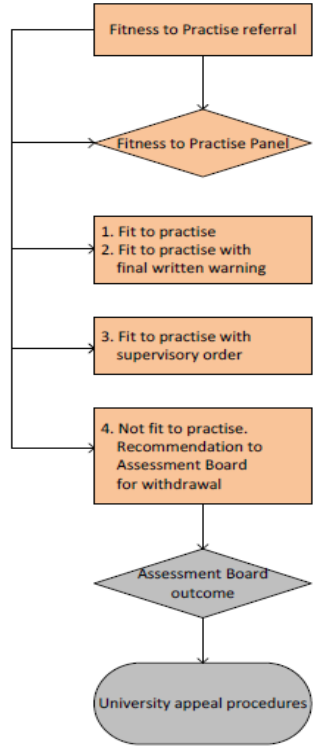 Fitness to Practise referral
Fitness to Practise Panel
1. Fit to practise
2. Fit to practise with
final written warning
3. Fit to practise with
supervisory order
4. Not fit to practise.
Recommendation to
Assessment Board
for withdrawal
Assessment Board
outcome
University appeal procedures